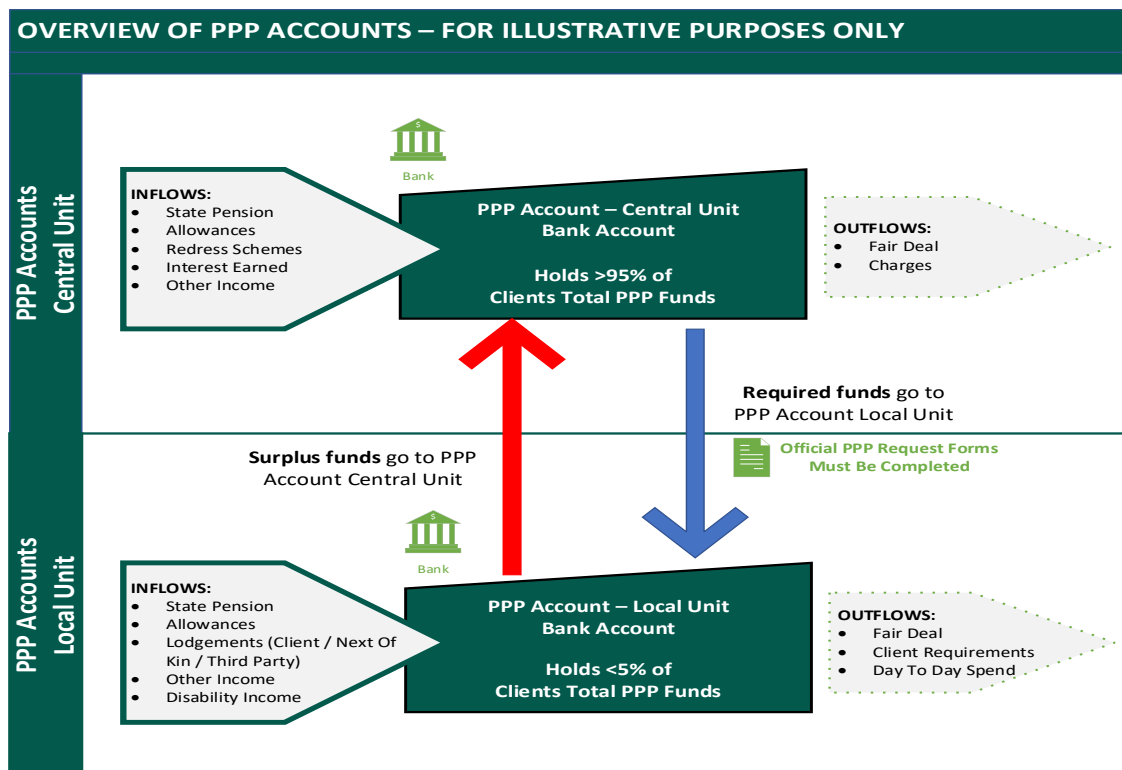 OVERVIEW OF PPP ACCOUNTS – FOR ILLUSTRATIVE PURPOSES ONLY
PPP Accounts
Central Unit
INFLOWS:
• State Pension
• Allowances
• Redress Schemes
• Interest Earned
• Other Income
$
Bank
PPP Account – Central Unit
Bank Account
Holds >95% of
Clients Total PPP Funds
OUTFLOWS:
• Fair Deal
• Charges
Required funds go to
PPP Account Local Unit
Official PPP Request Forms
Must Be Completed
Surplus funds go to PPP
Account Central Unit
PPP Accounts
Local Unit
INFLOWS:
• State Pension
• Allowances
• Lodgements (Client / Next Of
Kin / Third Party)
• Other Income
• Disability Income
$
Bank
PPP Account – Local Unit
Bank Account
Holds <5% of
Clients Total PPP Funds
OUTFLOWS:
• Fair Deal
• Client Requirements
• Day To Day Spend